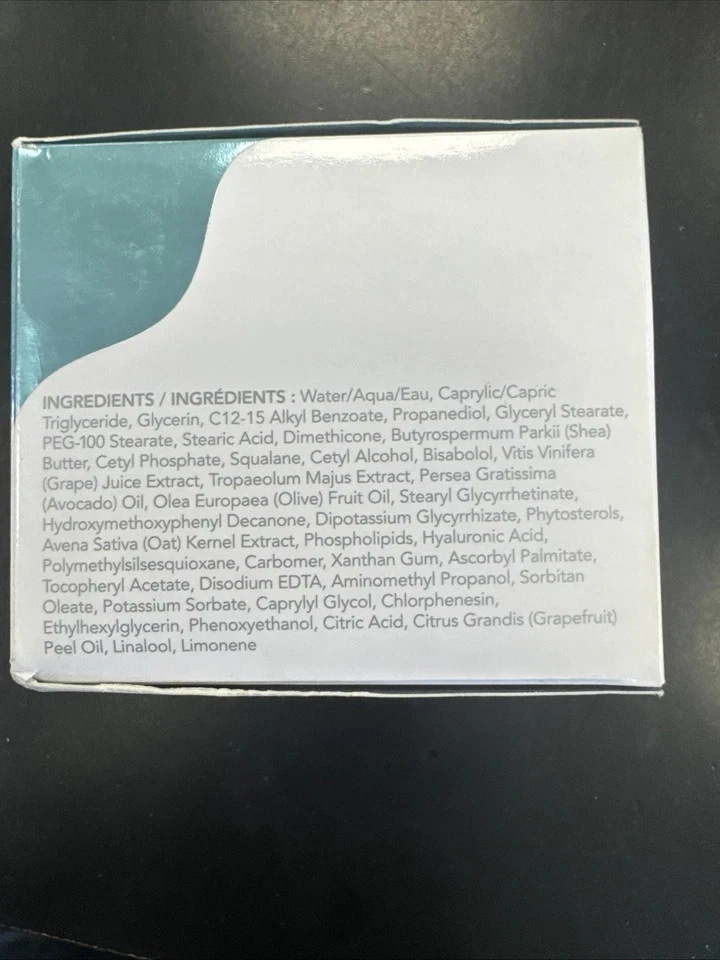 INGREDIENTS / INGRÉDIENTS : Water/Aqua/Eau, Caprylic/Capric
Triglyceride, Glycerin, C12-15 Alkyl Benzoate, Propanediol, Glyceryl Stearate,
PEG-100 Stearate, Stearic Acid, Dimethicone, Butyrospermum Parkii (Shea)
Butter, Cetyl Phosphate, Squalane, Cetyl Alcohol, Bisabolol, Vitis Vinifera
(Grape) Juice Extract, Tropaeolum Majus Extract, Persea Gratissima
(Avocado) Oil, Olea Europaea (Olive) Fruit Oil, Stearyl Glycyrrhetinate,
Hydroxymethoxyphenyl Decanone, Dipotassium Glycyrrhizate, Phytosterols,
Avena Sativa (Oat) Kernel Extract, Phospholipids, Hyaluronic Acid,
Polymethylsilsesquioxane, Carbomer, Xanthan Gum, Ascorbyl Palmitate,
Tocopheryl Acetate, Disodium EDTA, Aminomethyl Propanol, Sorbitan
Oleate, Potassium Sorbate, Caprylyl Glycol, Chlorphenesin,
Ethylhexylglycerin, Phenoxyethanol, Citric Acid, Citrus Grandis (Grapefruit)
Peel Oil, Linalool, Limonene